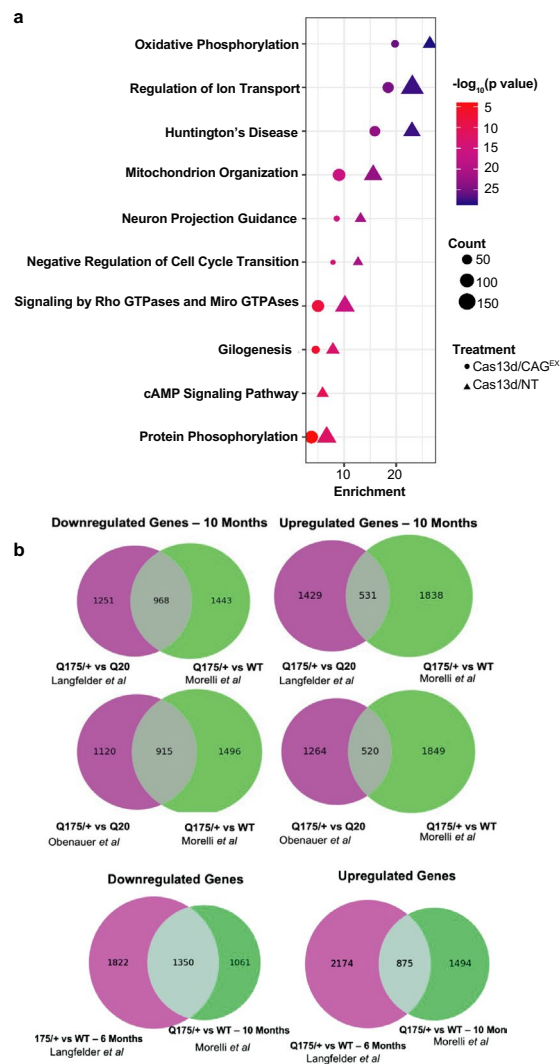 a
Oxidative Phosphorylation
Regulation of Ion Transport
Huntington's Disease
Mitochondrion Organization
Neuron Projection Guidance
Negative Regulation of Cell Cycle Transition
Signaling by Rho GTPases and Miro GTPAses
Gilogenesis
cAMP Signaling Pathway
Protein Phosophorylation
10 20
Enrichment
-log10(p value)
5
10
15
20
25
Count
50
100
150
Treatment
Cas13d/CAGEX
Cas13d/NT
b
Downregulated Genes – 10 Months Upregulated Genes – 10 Months
1251 968 1443 1429 531 1838
Q175/+ vs Q20 Q175/+ vs WT Q175/+ vs Q20 Q175/+ vs WT
Langfelder et al Morelli et al Langfelder et al Morelli et al
1120 915 1496 1264 520 1849
Q175/+ vs Q20 Q175/+ vs WT Q175/+ vs Q20 Q175/+ vs WT
Obenauer et al Morelli et al Obenauer et al Morelli et al
Downregulated Genes Upregulated Genes
1822 1350 1061 2174 875 1494
175/+ vs WT – 6 Months Q175/+ vs WT – 10 Months Q175/+ vs WT – 6 Months Q175/+ vs WT – 10 Mon
Langfelder et al Morelli et al Langfelder et al Morelli et al